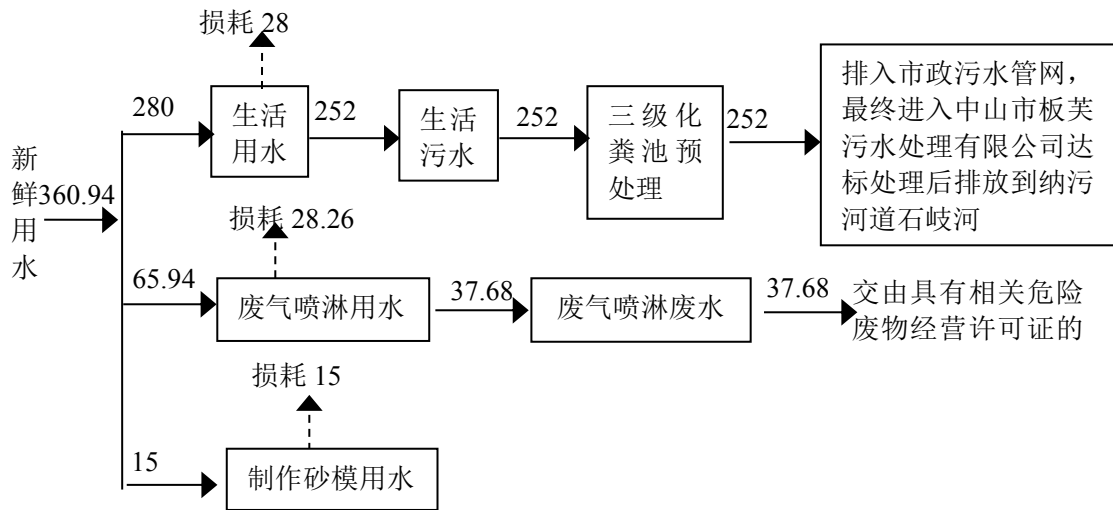 损耗 28
280
生活
用水
252
生活
污水
252
三级化
粪池预
处理
252
排入市政污水管网，
最终进入中山市板芙
污水处理有限公司达
标处理后排放到纳污
河道石岐河
新
鲜
用
水
360.94
损耗 28.26
65.94
废气喷淋用水
37.68
废气喷淋废水
37.68
交由具有相关危险
废物经营许可证的
损耗 15
15
制作砂模用水